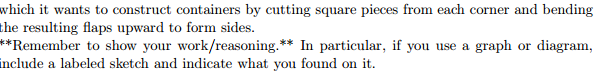 which it wants to construct containers by cutting square pieces from each corner and bending
the resulting flaps upward to form sides.
**Remember to show your work/reasoning.** In particular, if you use a graph or diagram,
include a labeled sketch and indicate what you found on it.